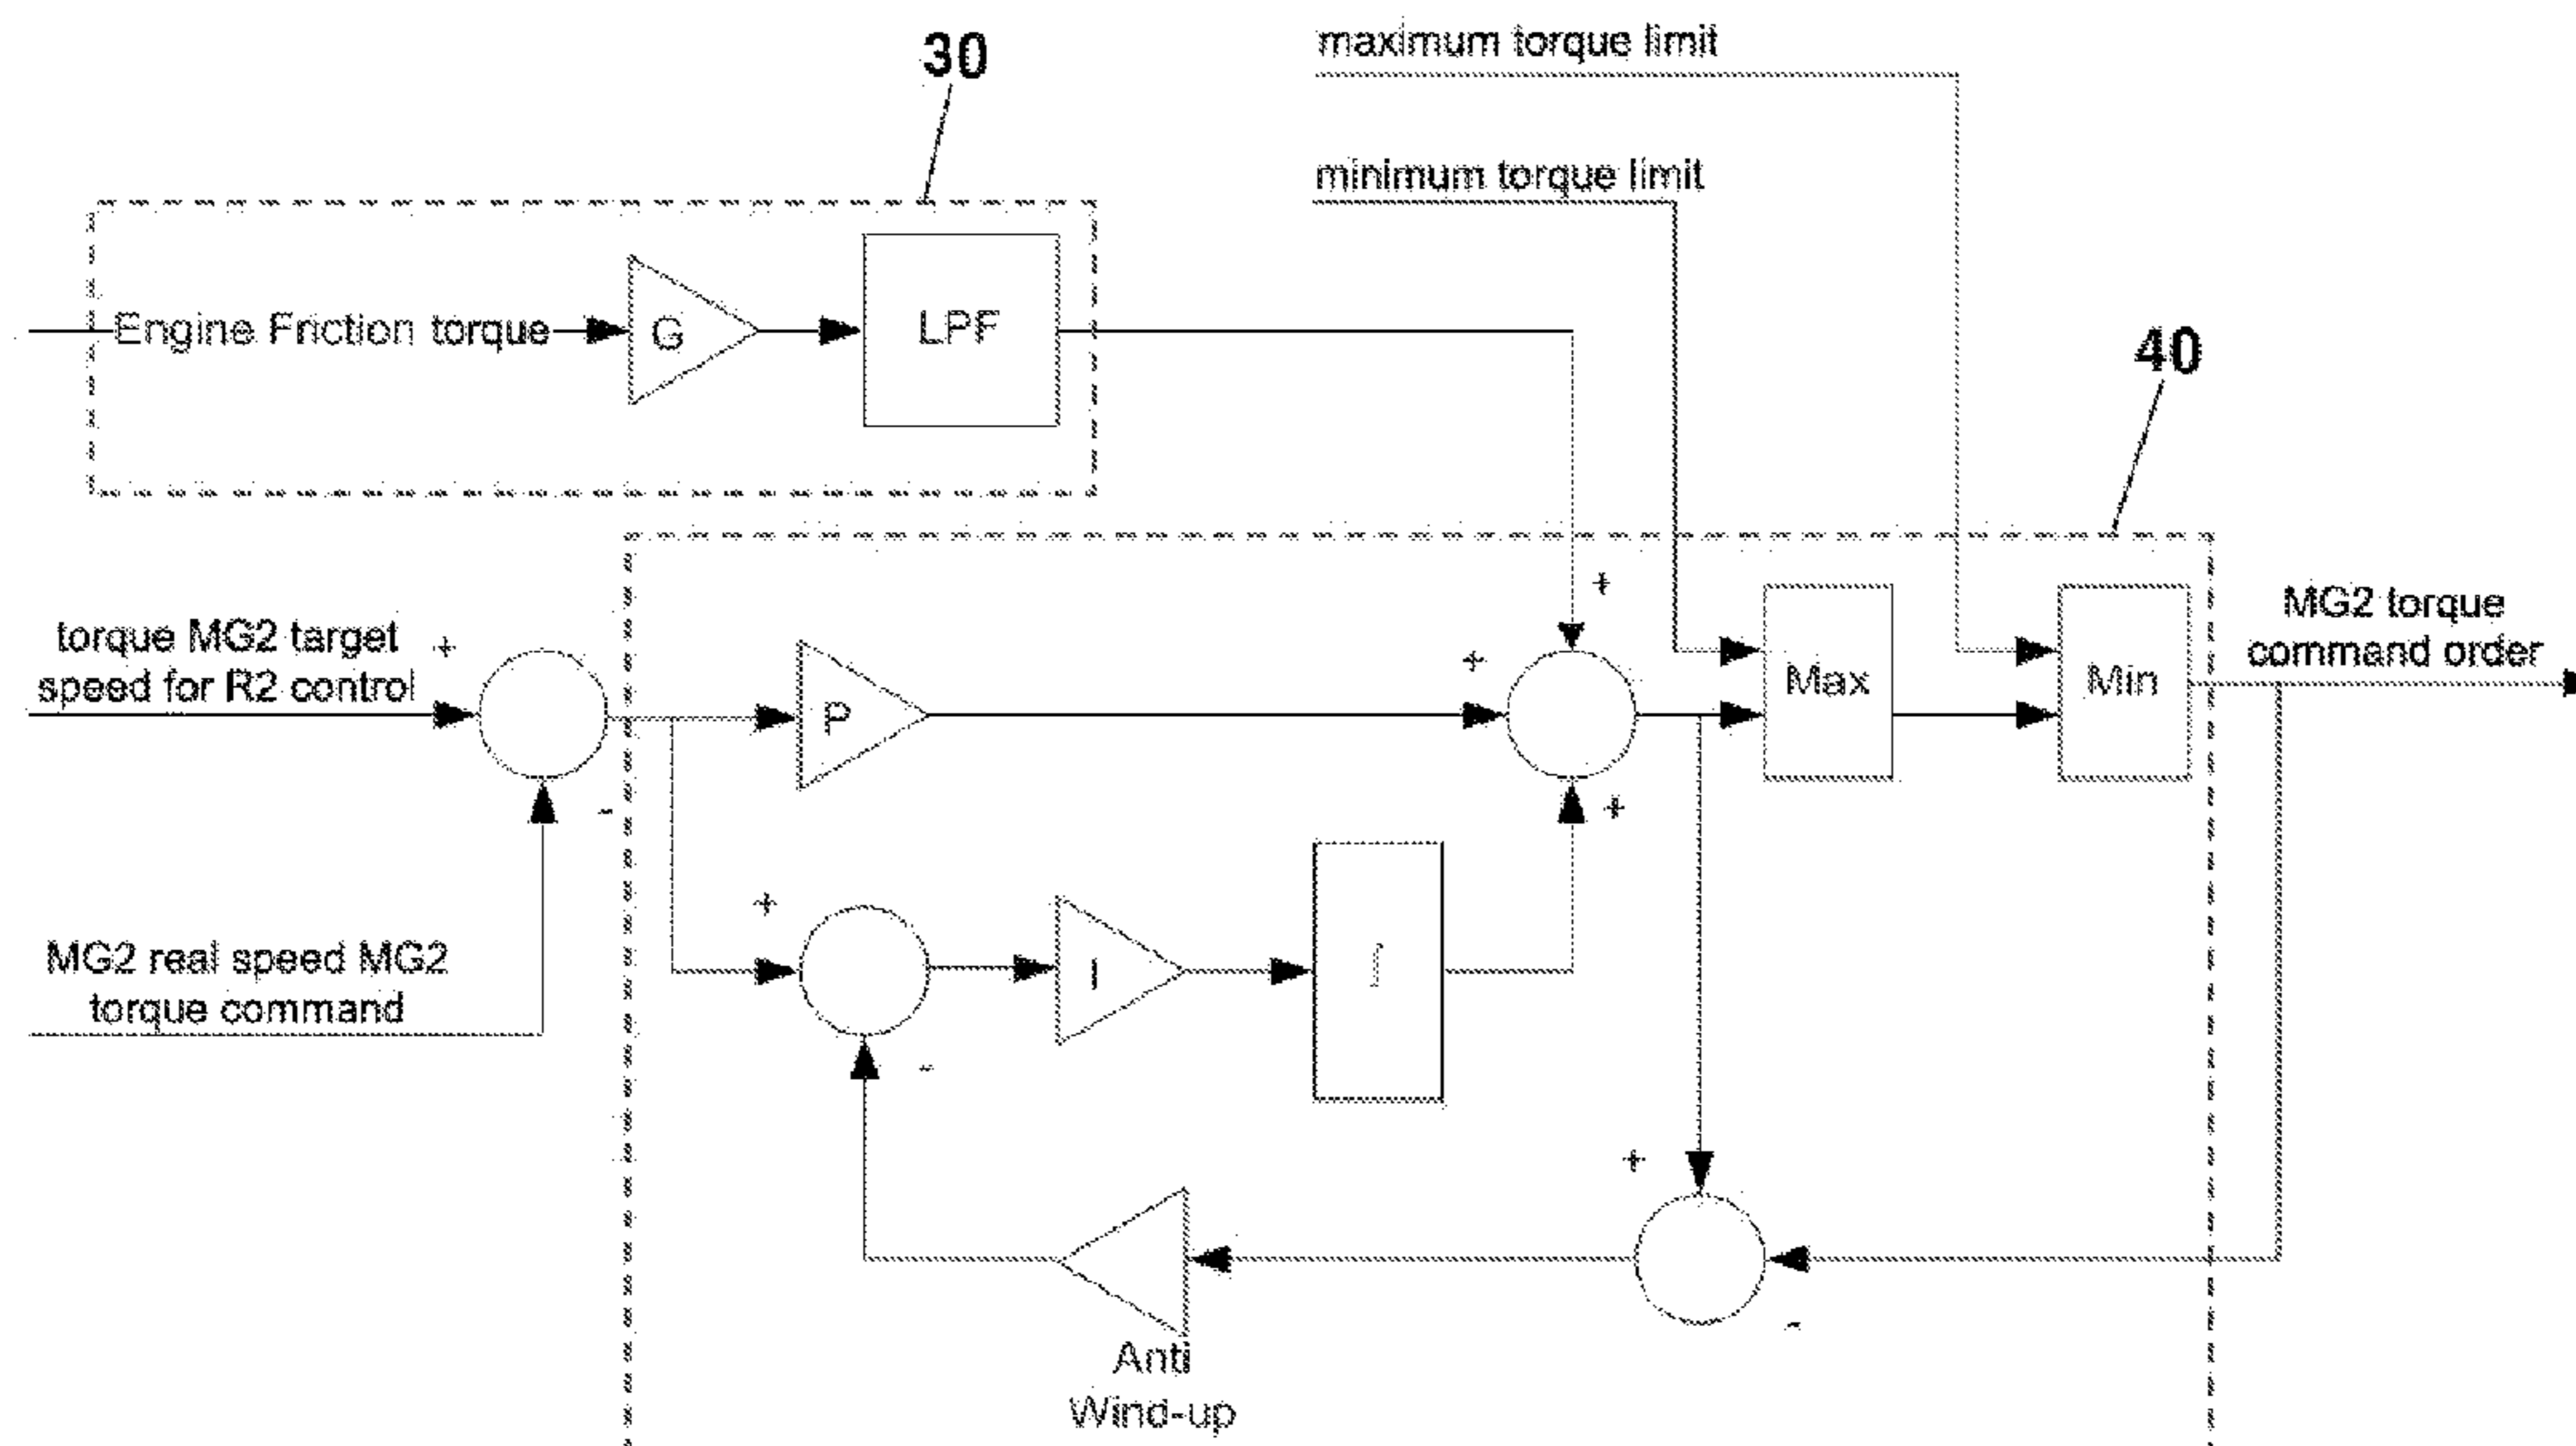 30
maximum torque limit
minimum torque limit
Engine Friction torque
G
LPF
40
torque MG2 target
speed for R2 control
+
-
MG2 real speed MG2
torque command
P
+
+
+
Max
Min
MG2 torque
command order
+
-
I
∫
+
-
Anti
Wind-up